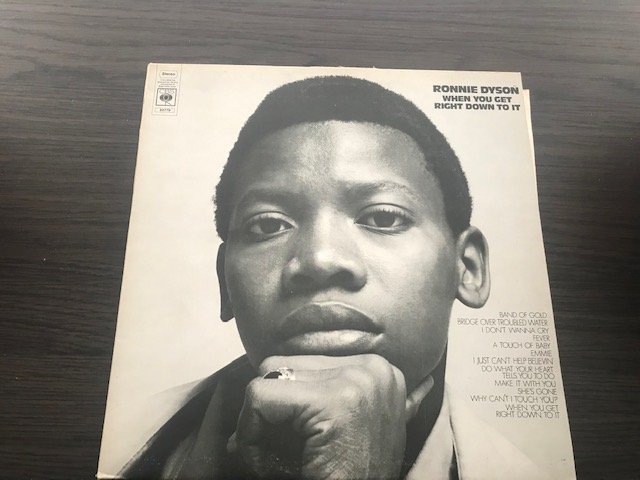 Stereo
CBS
RONNIE DYSON
WHEN YOU GET
RIGHT DOWN TO IT
BAND OF GOLD
BRIDGE OVER TROUBLED WATER
I DON'T WANNA CRY
FEVER
A TOUCH OF BABY
EMMIE
I JUST CAN'T HELP BELIEVIN'
DO WHAT YOUR HEART
TELLS YOU TO DO
MAKE IT WITH YOU
SHE'S GONE
WHY CAN'T I TOUCH YOU?
WHEN YOU GET
RIGHT DOWN TO IT